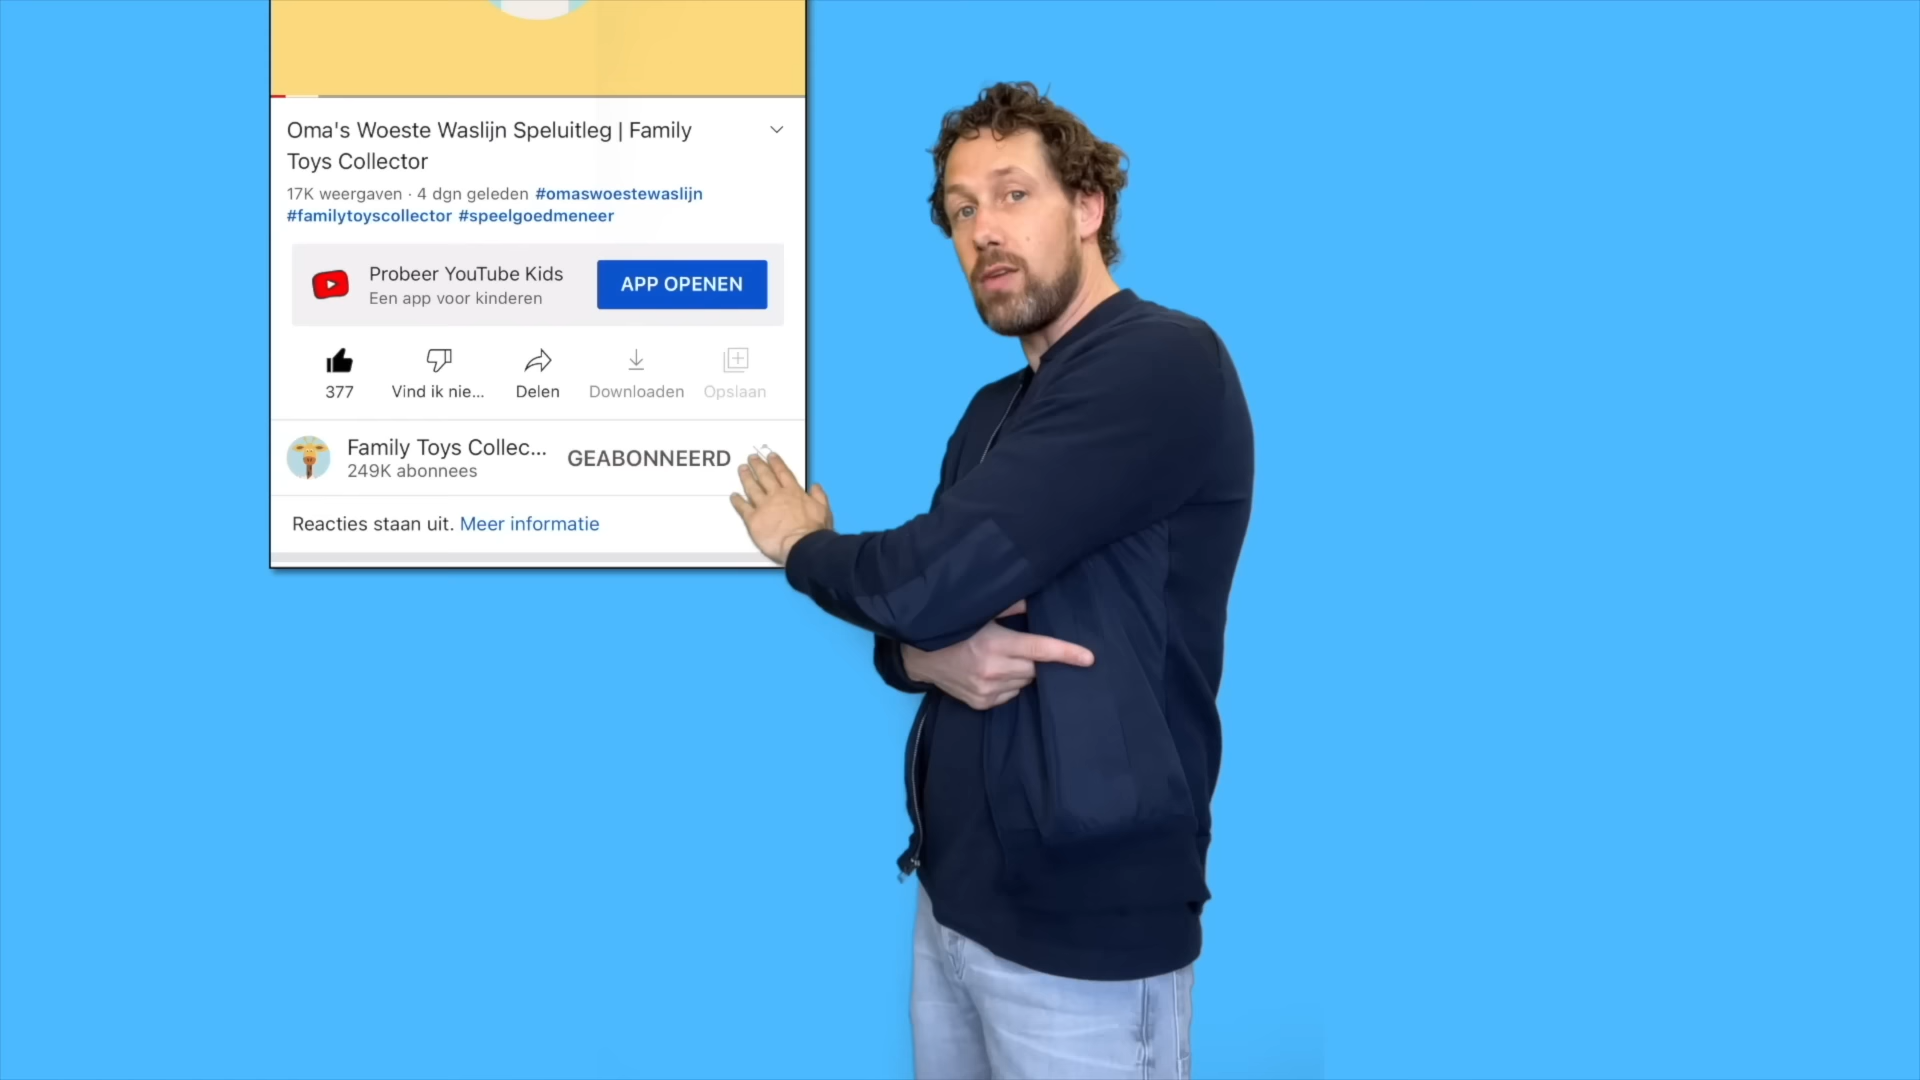 Oma's Woeste Waslijn Speluitleg | Family
Toys Collector
17K weergaven · 4 dgn geleden #omaswoestewaslijn
#familytoyscollector #speelgoedmeneer
Probeer YouTube Kids
Een app voor kinderen
APP OPENEN
377
Vind ik nie...
Delen
Downloaden
Opslaan
Family Toys Collec...
249K abonnees
GEABONNEERD
Reacties staan uit. Meer informatie